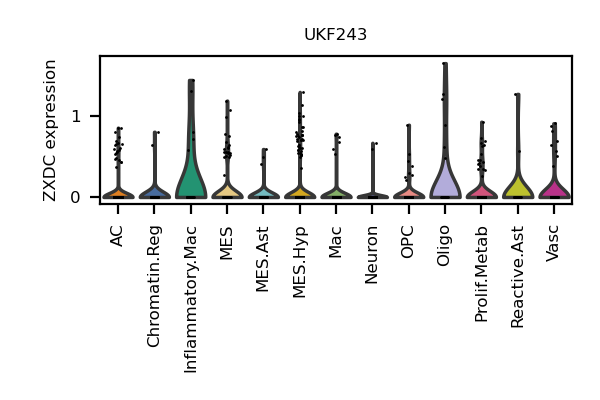 UKF243
ZXDC expression
1
0
AC
Chromatin.Reg
Inflammatory.Mac
MES
MES.Ast
MES.Hyp
Mac
Neuron
OPC
Oligo
Prolif.Metab
Reactive.Ast
Vasc